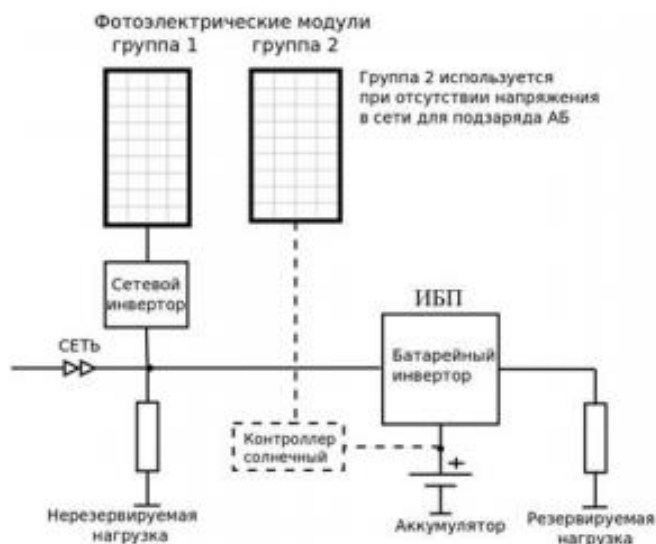 Фотоэлектрические модули
группа 1
группа 2
Группа 2 используется
при отсутствии напряжения
в сети для подзаряда АБ
Сетевой
инвертор
ИБП
СЕТЬ
Батарейный
инвертор
Контроллер
солнечный
+
Нерезервируемая
нагрузка
Аккумулятор
Резервируемая
нагрузка